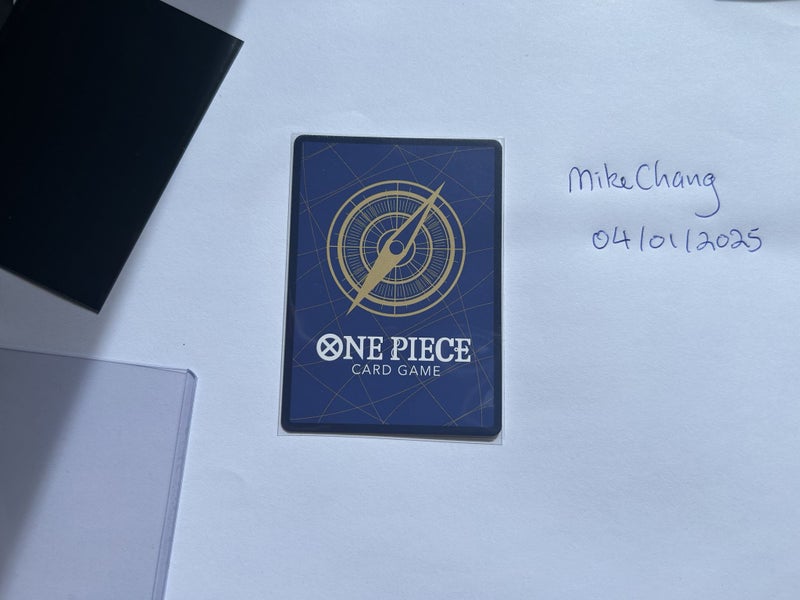 ONE PIECE
CARD GAME
MikeChang
04/01/2025